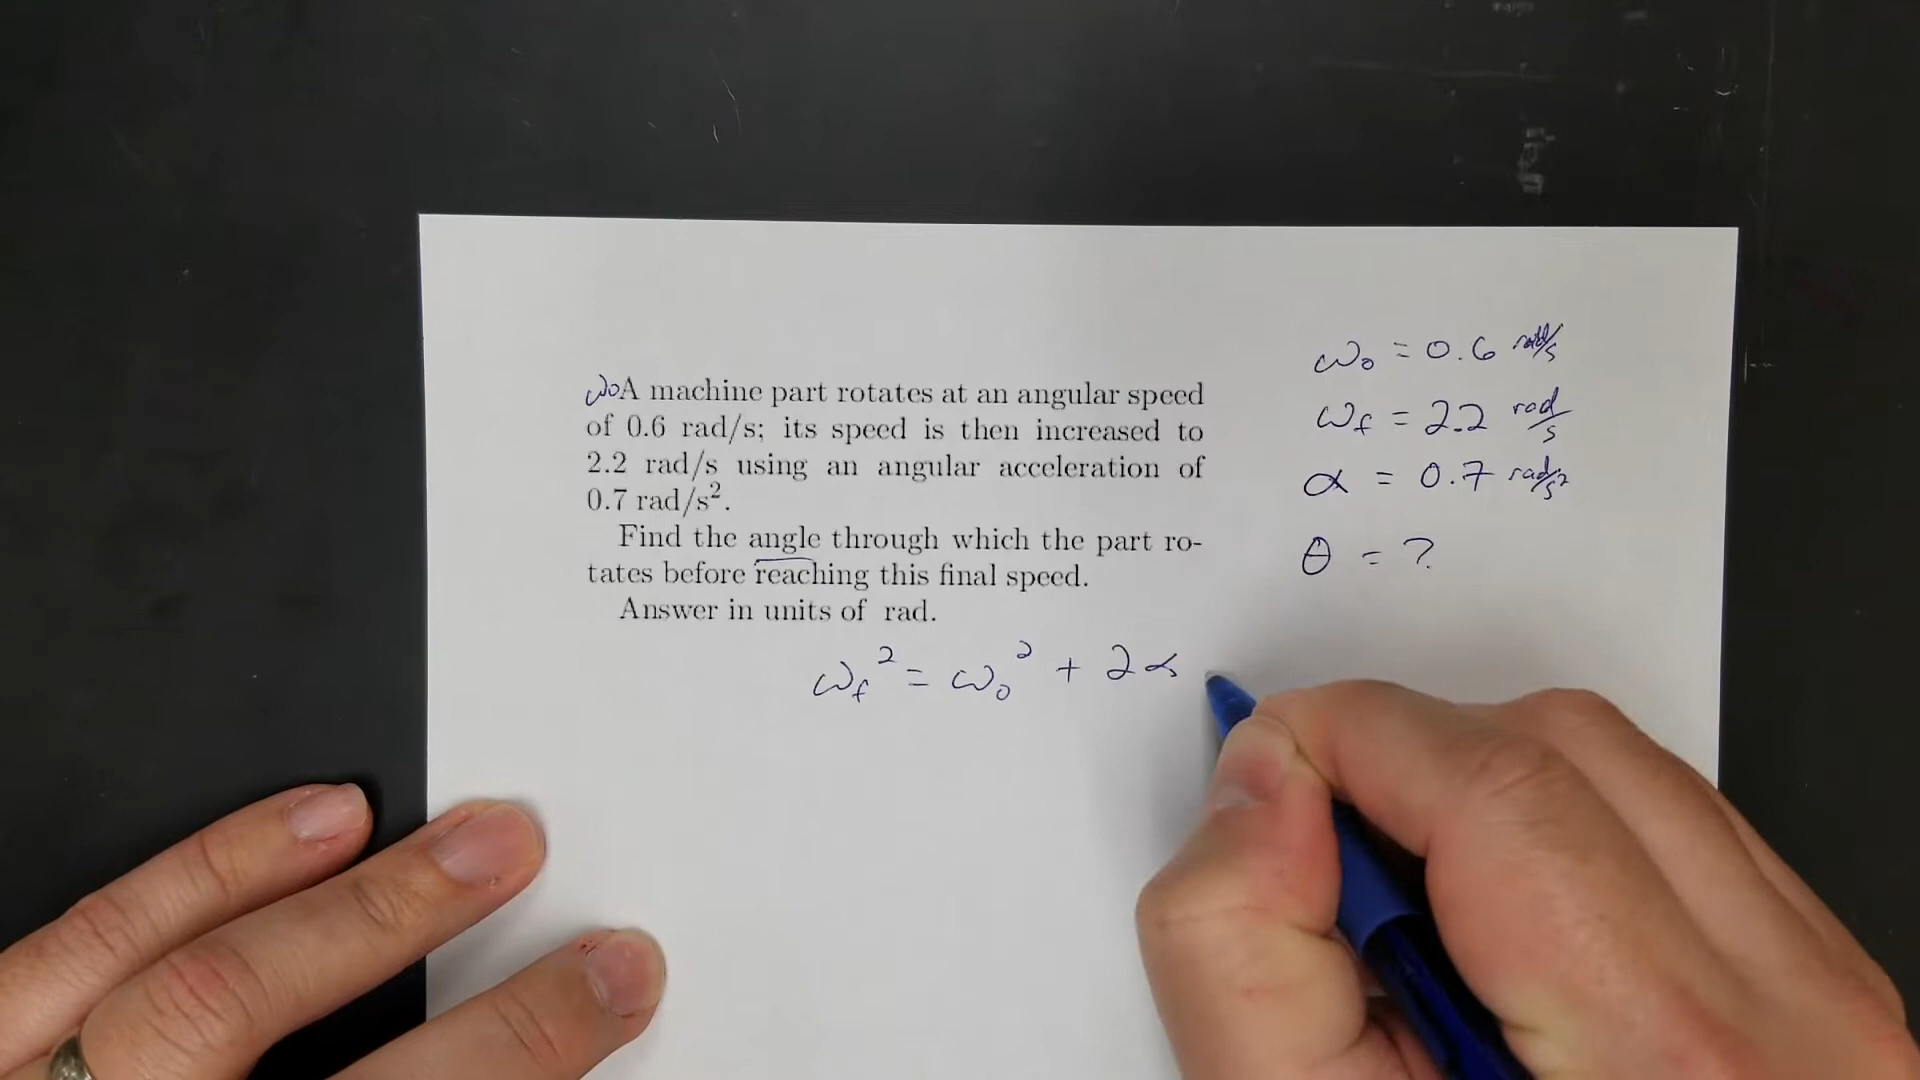 ω₀A machine part rotates at an angular speed
of 0.6 rad/s; its speed is then increased to
2.2 rad/s using an angular acceleration of
0.7 rad/s².
Find the angle through which the part ro-
tates before reaching this final speed.
Answer in units of rad.
ω₀ = 0.6 rad/s
ω_f = 2.2 rad/s
α = 0.7 rad/s²
θ = ?
ω_f² = ω₀² + 2α